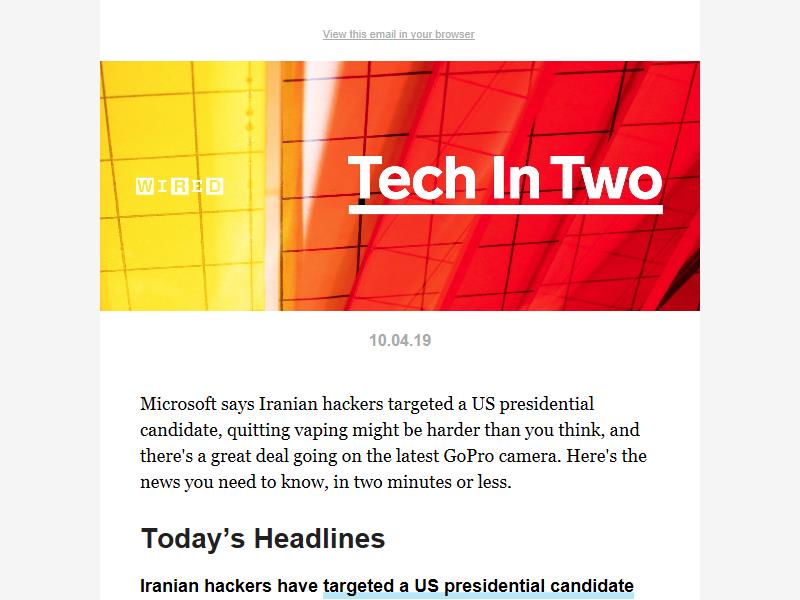 View this email in your browser
WIRED
Tech In Two
10.04.19
Microsoft says Iranian hackers targeted a US presidential
candidate, quitting vaping might be harder than you think, and
there's a great deal going on the latest GoPro camera. Here's the
news you need to know, in two minutes or less.
Today’s Headlines
Iranian hackers have targeted a US presidential candidate